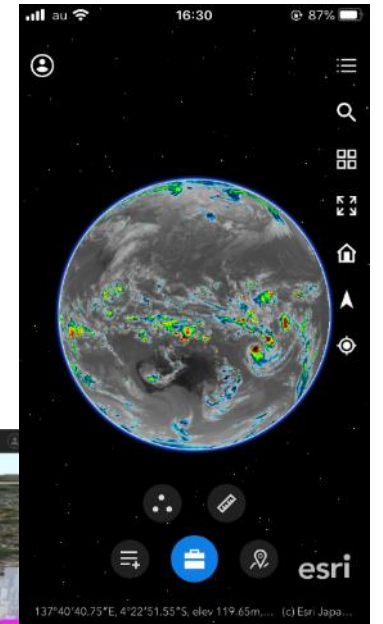 au 16:30 87%
esri
137°40'40.75"E, 4°22'51.55"S, elev 119.65m,... (c) Esri Japa...